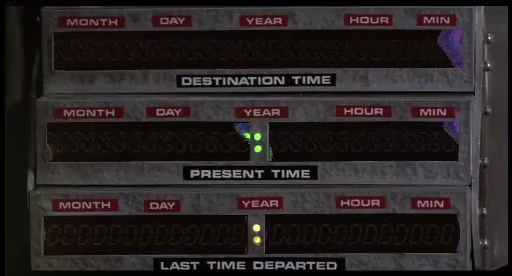 MONTH DAY YEAR HOUR MIN
DESTINATION TIME
MONTH DAY YEAR HOUR MIN
PRESENT TIME
MONTH DAY YEAR HOUR MIN
LAST TIME DEPARTED